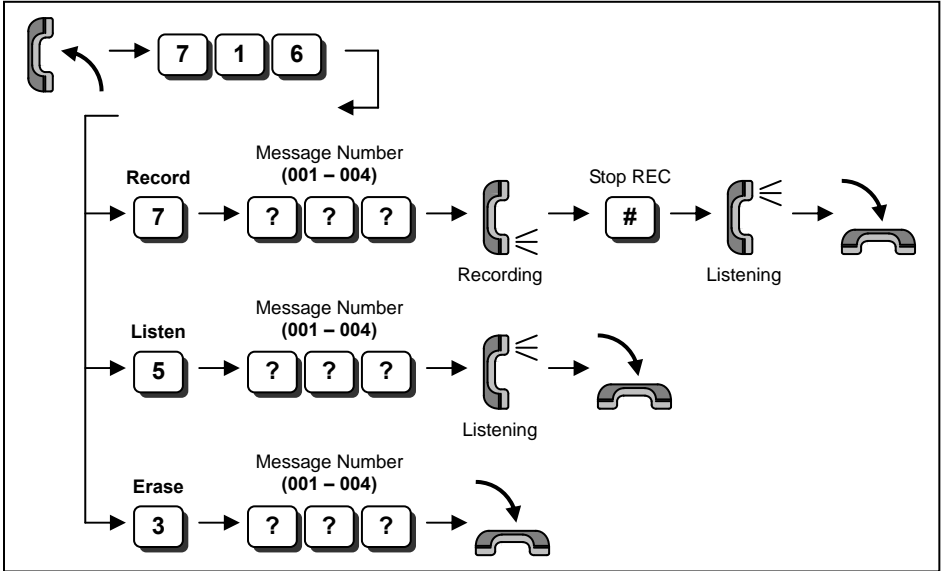 7 1 6
Message Number
(001 – 004)
Record
Stop REC
7 ? ? ? #
Recording
Listening
Message Number
(001 – 004)
Listen
5 ? ? ?
Listening
Message Number
(001 – 004)
Erase
3 ? ? ?